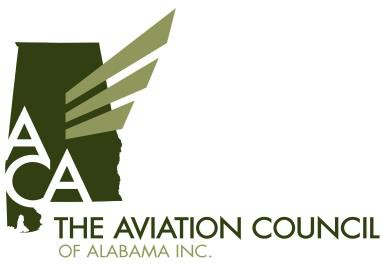 A
CA
THE AVIATION COUNCIL
OF ALABAMA INC.